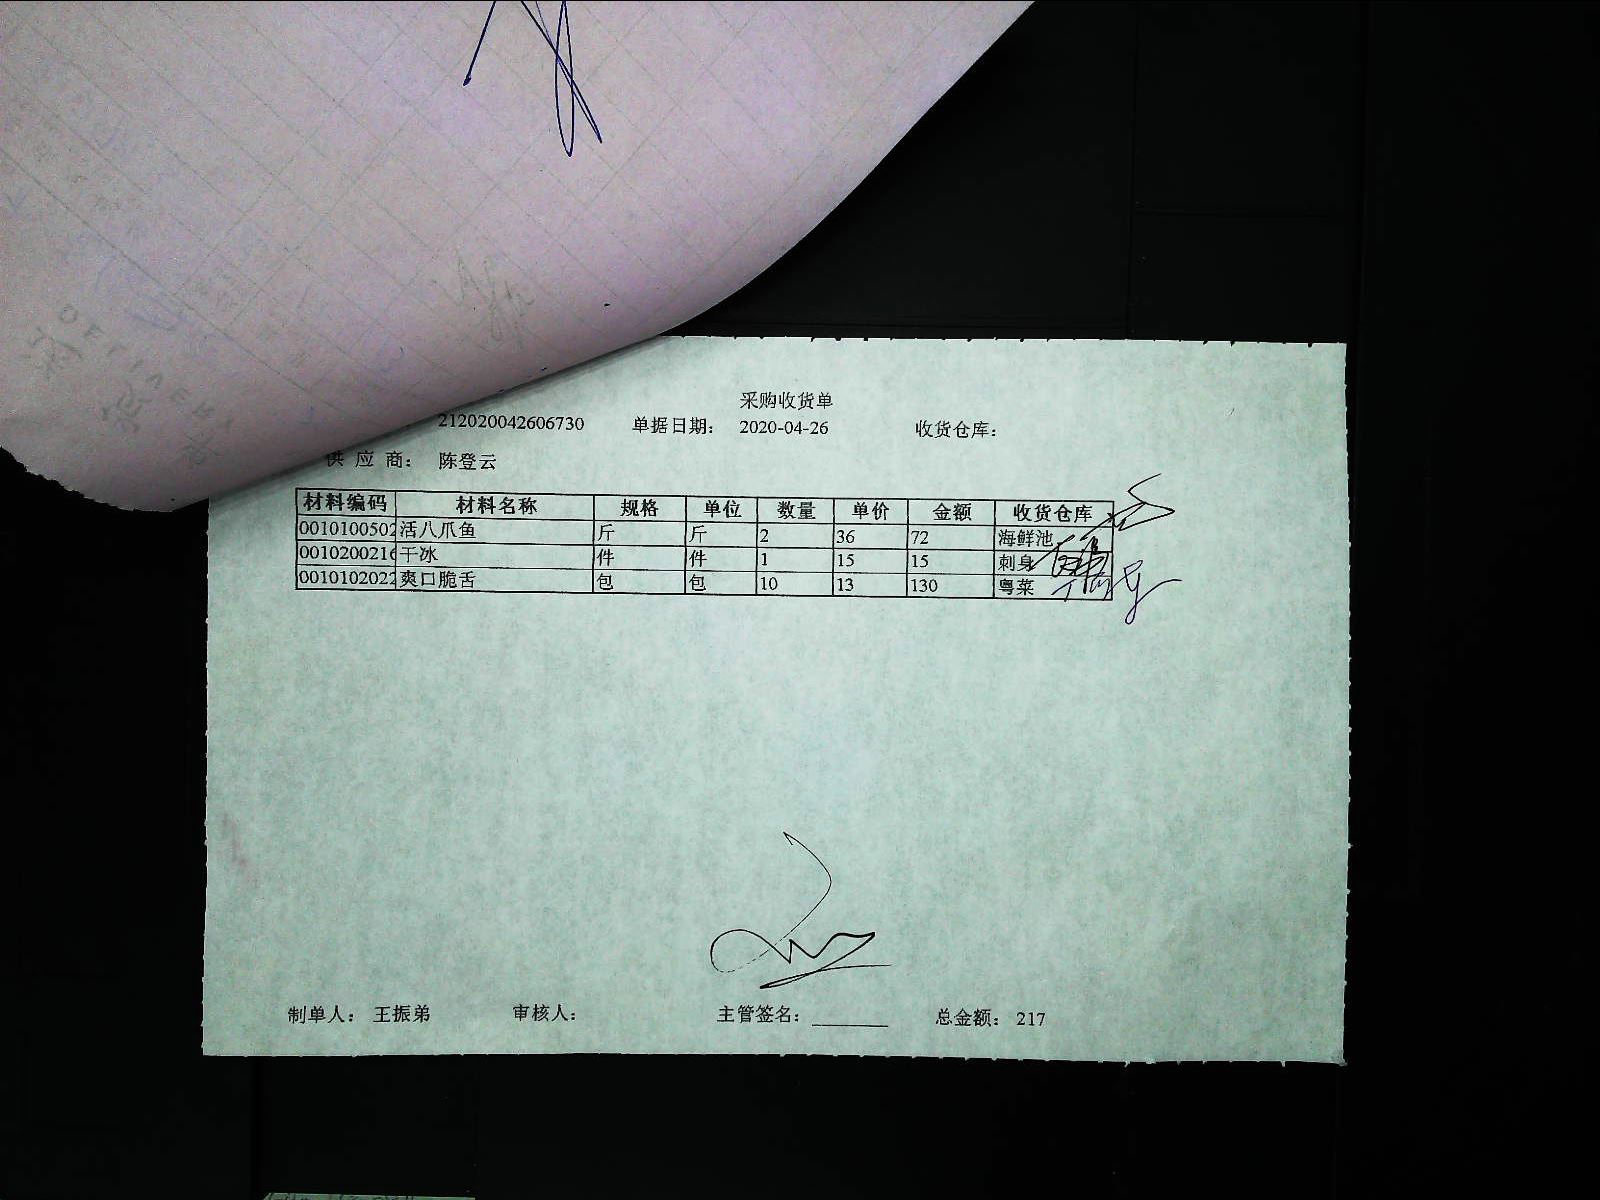 采购收货单
212020042606730 单据日期： 2020-04-26 收货仓库：
供 应 商： 陈登云
材料编码 材料名称 规格 单位 数量 单价 金额 收货仓库
0010100502 活八爪鱼 斤 斤 2 36 72 海鲜池
0010200216 干冰 件 件 1 15 15 刺身
0010102022 爽口脆舌 包 包 10 13 130 粤菜
制单人： 王振弟 审核人： 主管签名： ________ 总金额： 217